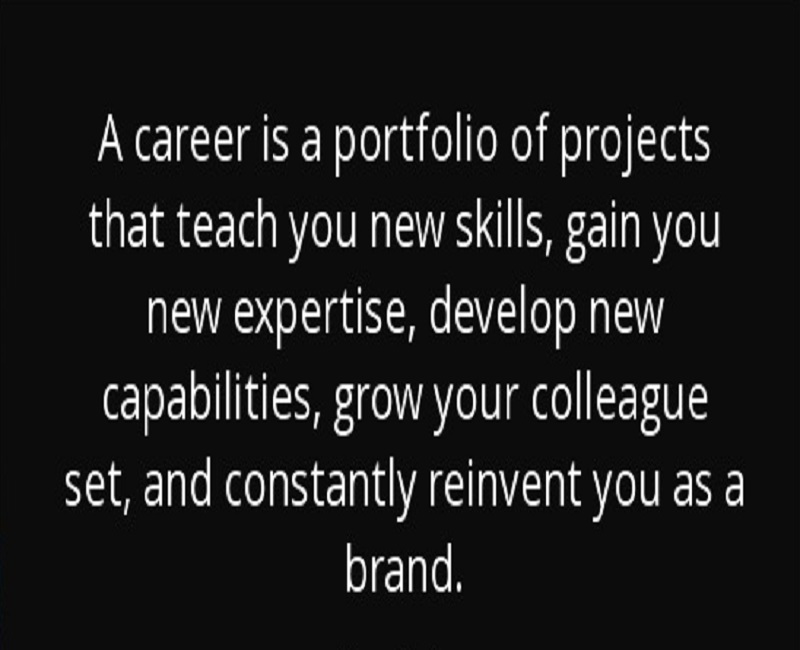 A career is a portfolio of projects
that teach you new skills, gain you
new expertise, develop new
capabilities, grow your colleague
set, and constantly reinvent you as a
brand.